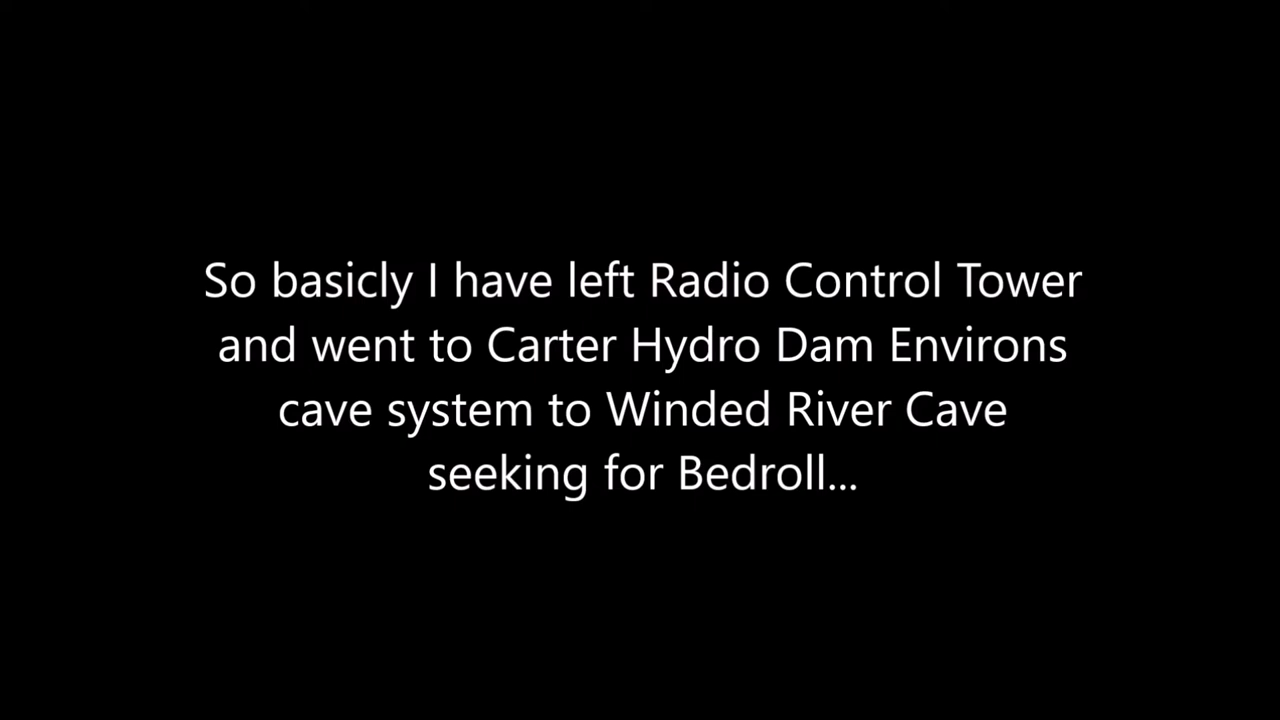 So basicly I have left Radio Control Tower
and went to Carter Hydro Dam Environs
cave system to Winded River Cave
seeking for Bedroll...